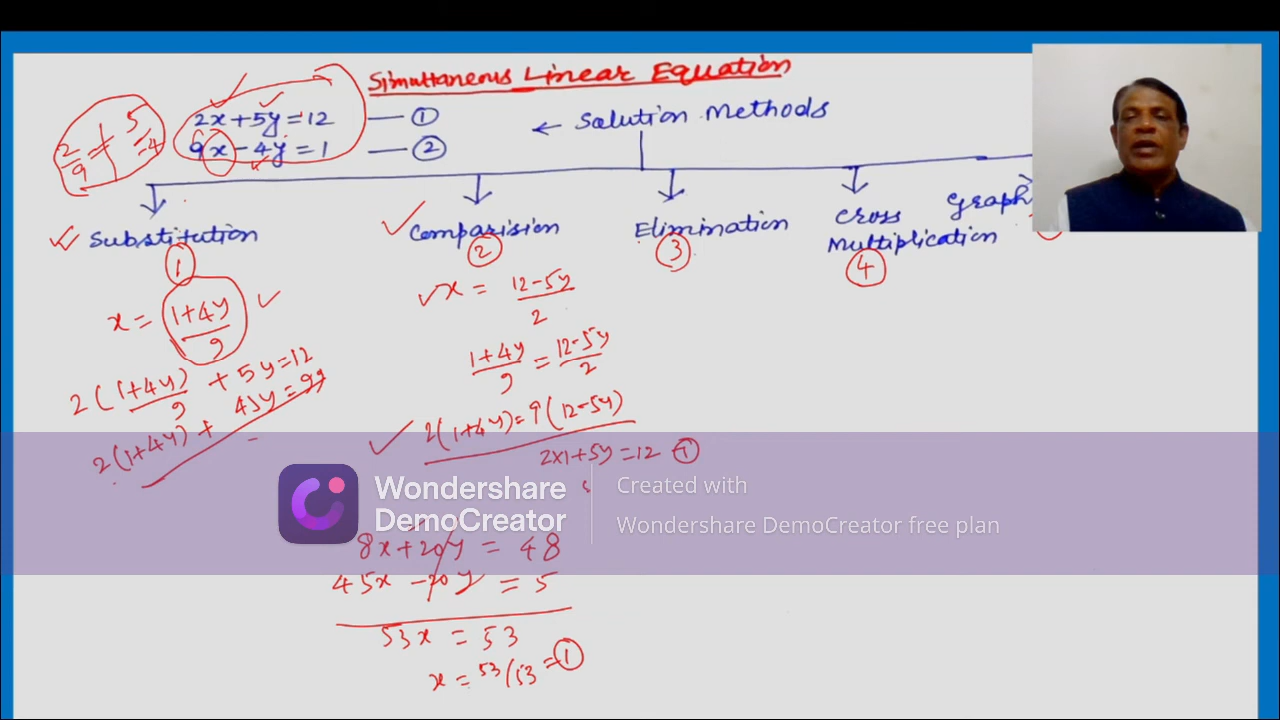 Simultaneous Linear Equation
2x+5y=12 — ①
9x-4y=1 — ②
2/9 ≠ 5/-4
← Solution Methods
Substitution
①
Comparision
②
Elimination
③
Cross Multiplication
④
Graph
x = (1+4y)/9
2(1+4y)/9 + 5y=12
2(1+4y) + 45y =
x = (12-5y)/2
(1+4y)/9 = (12-5y)/2
2(1+4y)=9(12-5y)
2x1+5y=12 ①
8x+20y = 48
45x-20y = 5
53x = 53
x = 53/53 = ①
Wondershare
DemoCreator
Created with
Wondershare DemoCreator free plan